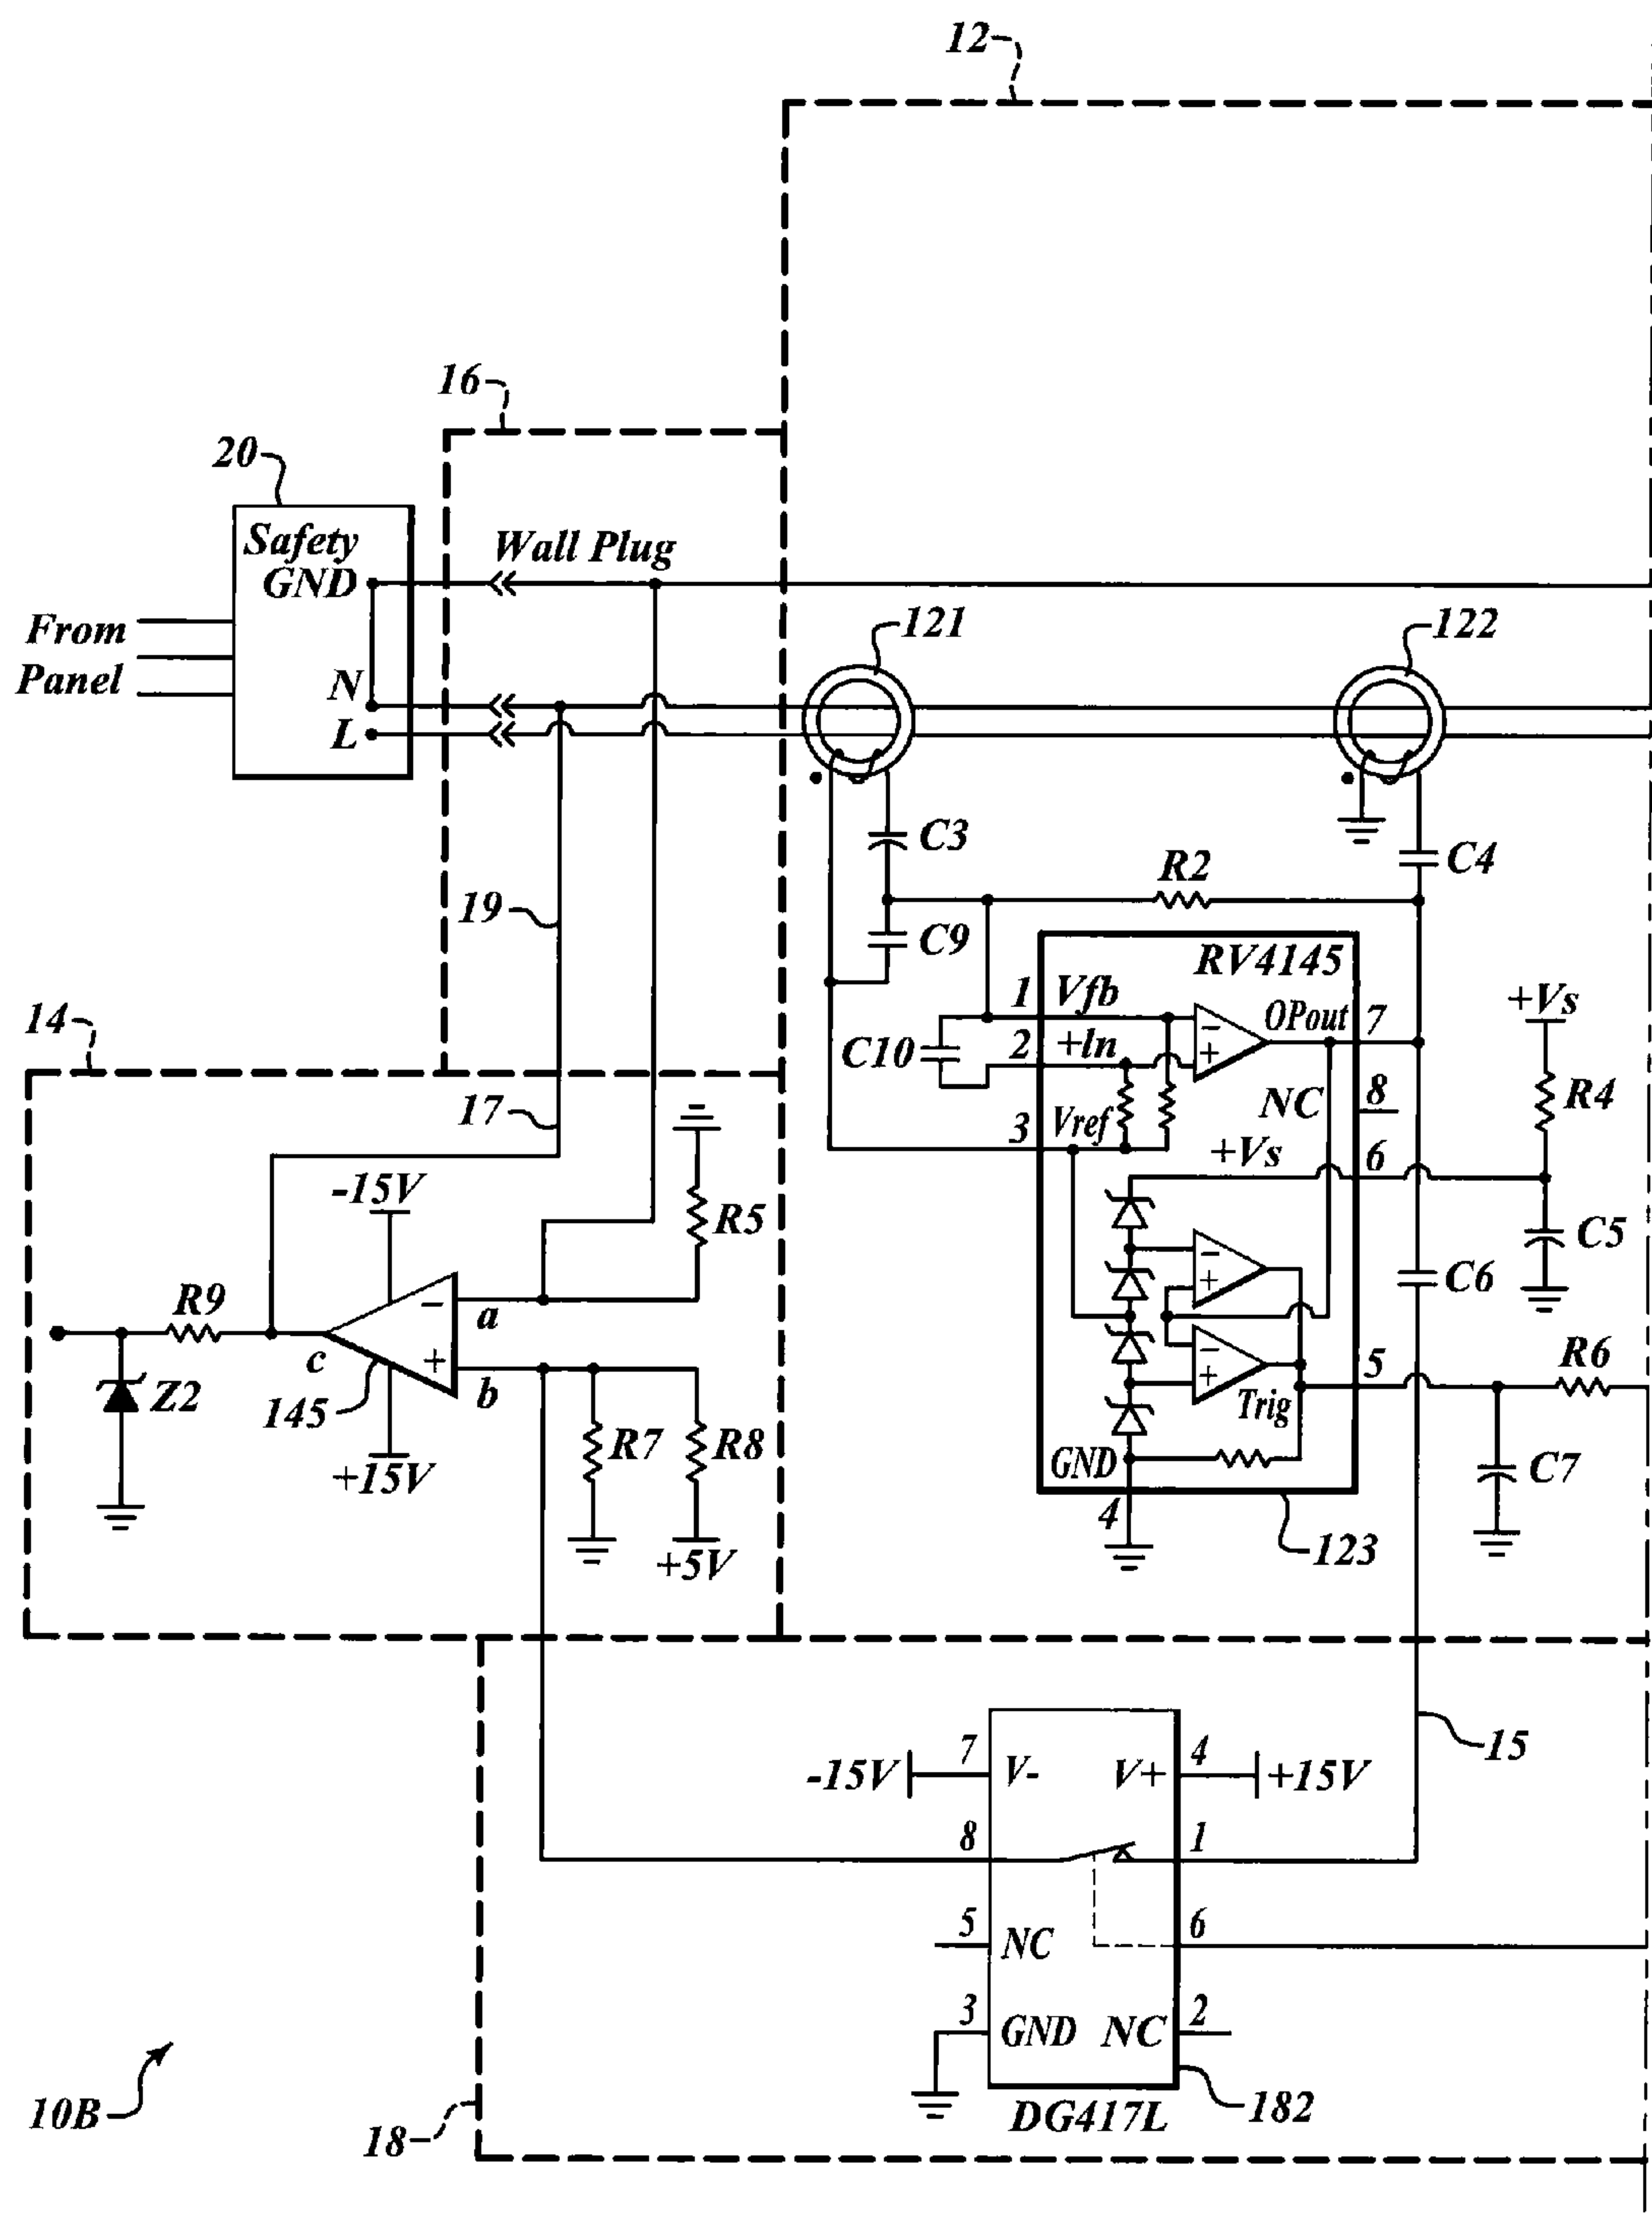 12
16
20
Safety
GND
Wall Plug
From
Panel
N
L
121
122
C3
C4
R2
19
C9
RV4145
1 Vfb
OPout 7
+Vs
14
C10
2 +In
NC 8
R4
17
3 Vref
+Vs 6
-15V
R5
C5
C6
R9
- a
c
+ b
Z2
145
5
R6
Trig
R7
R8
GND
C7
+15V
4
+5V
123
-15V
7 V-
V+ 4
+15V
15
8
1
5 NC
6
3 GND
NC 2
10B
18
DG417L
182